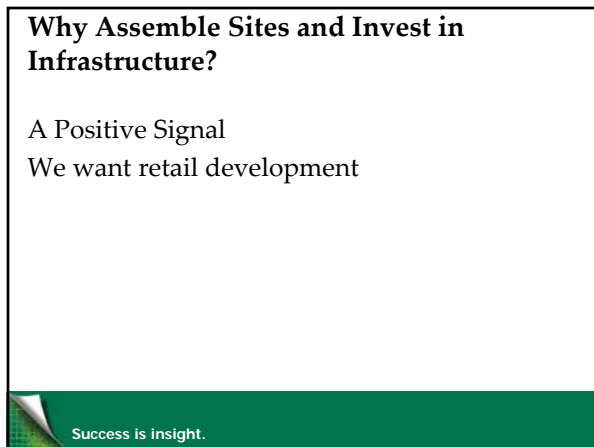 Why Assemble Sites and Invest in
Infrastructure?
A Positive Signal
We want retail development
Success is insight.